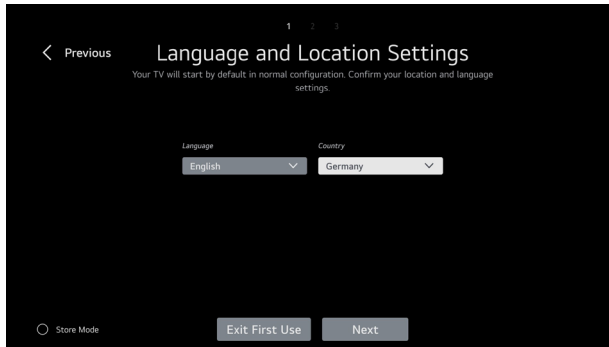 1 2 3
Previous
Language and Location Settings
Your TV will start by default in normal configuration. Confirm your location and language
settings.
Language Country
English Germany
Store Mode Exit First Use Next